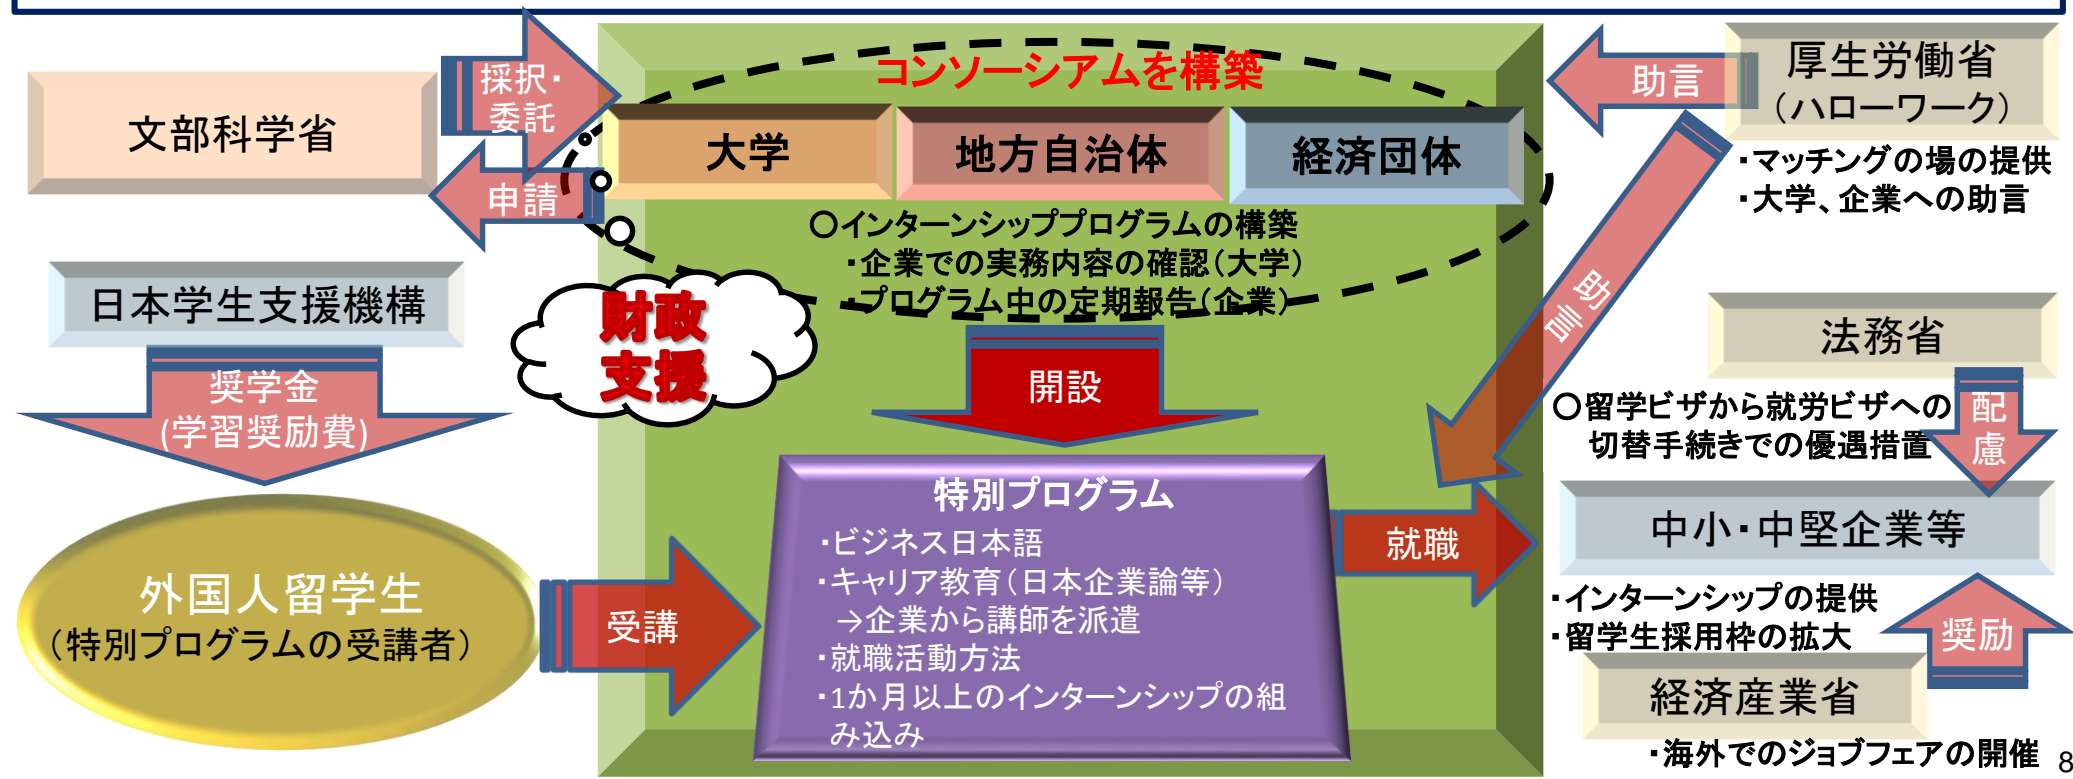 コンソーシアムを構築
文部科学省
採択・
委託
申請
大学
地方自治体
経済団体
○インターンシッププログラムの構築
・企業での実務内容の確認（大学）
・プログラム中の定期報告（企業）
助言
厚生労働省
（ハローワーク）
・マッチングの場の提供
・大学、企業への助言
助言
日本学生支援機構
奨学金
(学習奨励費)
財政
支援
開設
法務省
○留学ビザから就労ビザへの
切替手続きでの優遇措置
配
慮
外国人留学生
（特別プログラムの受講者）
受講
特別プログラム
・ビジネス日本語
・キャリア教育（日本企業論等）
→企業から講師を派遣
・就職活動方法
・1か月以上のインターンシップの組
み込み
就職
中小・中堅企業等
・インターンシップの提供
・留学生採用枠の拡大
奨励
経済産業省
・海外でのジョブフェアの開催
8